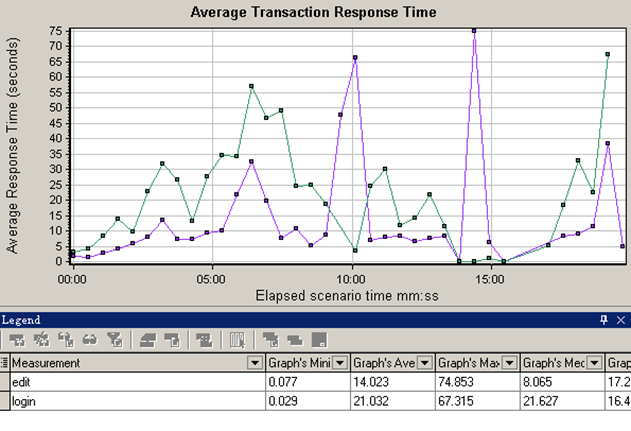 Average Transaction Response Time
Average Response Time (seconds)
75
70
65
60
55
50
45
40
35
30
25
20
15
10
5
0
00:00 05:00 10:00 15:00
Elapsed scenario time mm:ss
Legend
Measurement Graph's Mini Graph's Ave Graph's Max Graph's Med Graph
edit 0.077 14.023 74.853 8.065 17.2
login 0.029 21.032 67.315 21.627 16.4